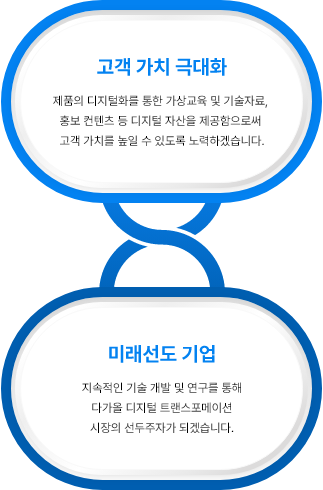 고객 가치 극대화
제품의 디지털화를 통한 가상교육 및 기술자료,
홍보 컨텐츠 등 디지털 자산을 제공함으로써
고객 가치를 높일 수 있도록 노력하겠습니다.
미래선도 기업
지속적인 기술 개발 및 연구를 통해
다가올 디지털 트랜스포메이션
시장의 선두주자가 되겠습니다.